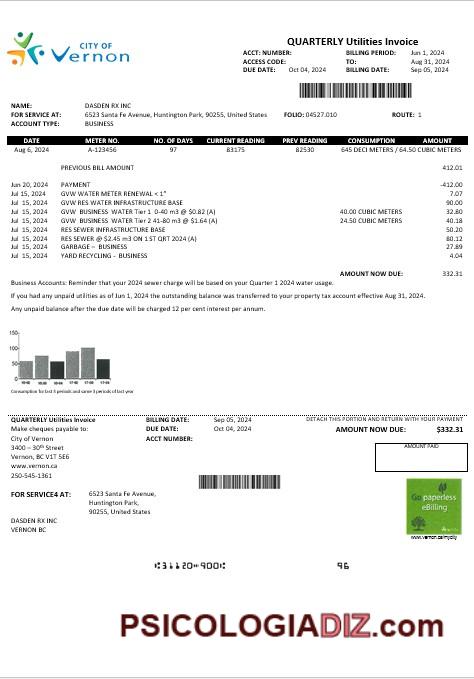 CITY OF
Vernon
QUARTERLY Utilities Invoice
ACCT. NUMBER: BILLING PERIOD: Jun 1, 2024
ACCESS CODE: TO: Aug 31, 2024
DUE DATE: Oct 04, 2024 BILLING DATE: Sep 05, 2024
NAME: DASDEN RX INC
FOR SERVICE AT: 6523 Santa Fe Avenue, Huntington Park, 90255, United States FOLIO: 04527.010 ROUTE: 1
ACCOUNT TYPE: BUSINESS
DATE METER NO. NO. OF DAYS CURRENT READING PREV READING CONSUMPTION AMOUNT
Aug 6, 2024 A-123456 97 83175 82530 645 DECI METERS / 64.50 CUBIC METERS
PREVIOUS BILL AMOUNT 412.01
Jun 20, 2024 PAYMENT -412.00
Jul 15, 2024 GVW WATER METER RENEWAL < 1" 7.07
Jul 15, 2024 GVW RES WATER INFRASTRUCTURE BASE 90.00
Jul 15, 2024 GVW BUSINESS WATER Tier 1 0-40 m3 @ $0.82 (A) 40.00 CUBIC METERS 32.80
Jul 15, 2024 GVW BUSINESS WATER Tier 2 41-80 m3 @ $1.64 (A) 24.50 CUBIC METERS 40.18
Jul 15, 2024 RES SEWER INFRASTRUCTURE BASE 50.20
Jul 15, 2024 RES SEWER @ $2.45 m3 ON 1 ST QRT 2024 (A) 80.12
Jul 15, 2024 GARBAGE – BUSINESS 27.89
Jul 15, 2024 YARD RECYCLING - BUSINESS 4.04
AMOUNT NOW DUE: 332.31
Business Accounts: Reminder that your 2024 sewer charge will be based on your Quarter 1 2024 water usage.
If you had any unpaid utilities as of Jun 1, 2024 the outstanding balance was transferred to your property tax account effective Aug 31, 2024.
Any unpaid balance after the due date will be charged 12 per cent interest per annum.
150
100
50
0
Consumption for last 3 periods and same 3 periods of last year
DETACH THIS PORTION AND RETURN WITH YOUR PAYMENT
QUARTERLY Utilities Invoice BILLING DATE: Sep 05, 2024
Make cheques payable to: DUE DATE: Oct 04, 2024 AMOUNT NOW DUE: $332.31
City of Vernon ACCT NUMBER:
3400 – 30th Street
Vernon, BC V1T 5E6
www.vernon.ca
250-545-1361
AMOUNT PAID
FOR SERVICE4 AT: 6523 Santa Fe Avenue,
Huntington Park,
90255, United States
DASDEN RX INC
VERNON BC
Go paperless
eBilling
www.vernon.ca/mycity
31120 900 96
PSICOLOGIADIZ.com